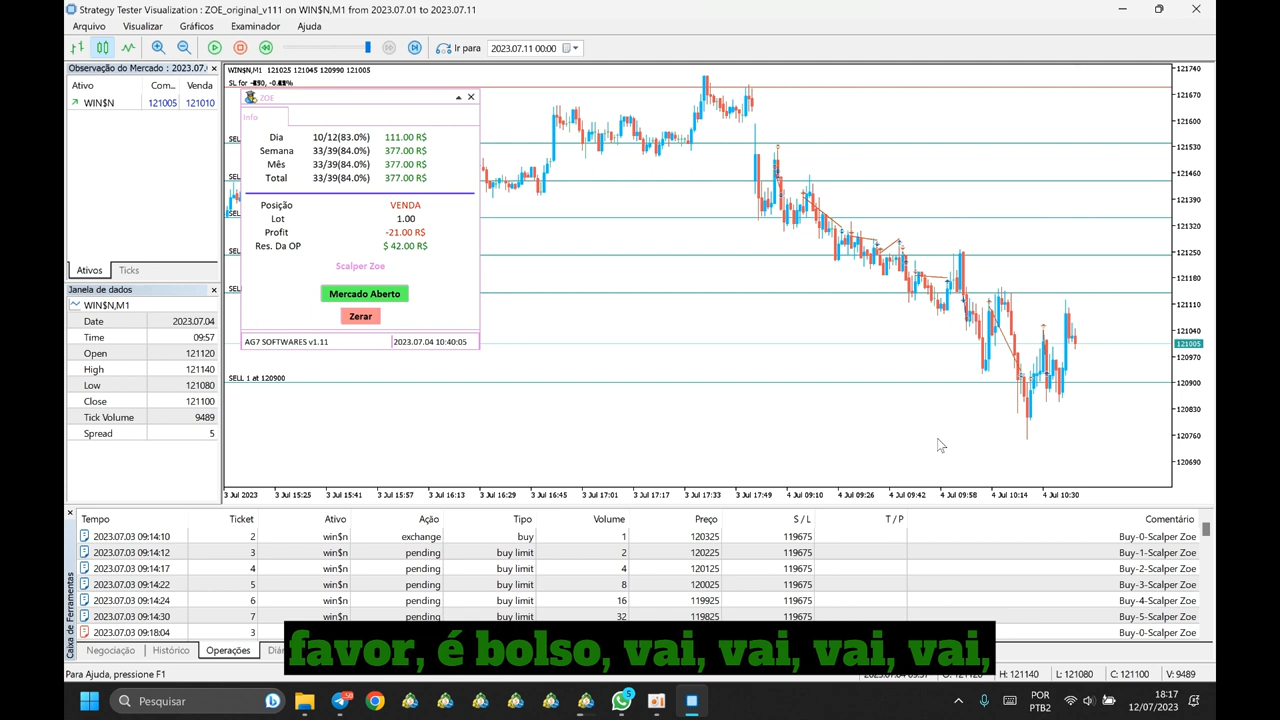 Strategy Tester Visualization : ZOE_original_v111 on WIN$N,M1 from 2023.07.01 to 2023.07.11
Arquivo Visualizar Gráficos Examinador Ajuda
Ir para 2023.07.11 00:00
Observação do Mercado : 2023.07...
Ativo Com... Venda
WIN$N 121005 121010
Ativos Ticks
Janela de dados
WIN$N,M1
Date 2023.07.04
Time 09:57
Open 121120
High 121140
Low 121080
Close 121100
Tick Volume 9489
Spread 5
WIN$N,M1 121025 121045 120990 121005
SL for
ZOE
Info
Dia 10/12(83.0%) 111.00 R$
Semana 33/39(84.0%) 377.00 R$
Mês 33/39(84.0%) 377.00 R$
Total 33/39(84.0%) 377.00 R$
Posição VENDA
Lot 1.00
Profit -21.00 R$
Res. Da OP $ 42.00 R$
Scalper Zoe
Mercado Aberto
Zerar
AG7 SOFTWARES v1.11 2023.07.04 10:40:05
SELL 1 at 120900
121740
121670
121600
121530
121460
121390
121320
121250
121180
121110
121040
121005
120970
120900
120830
120760
120690
3 Jul 2023 3 Jul 15:25 3 Jul 15:41 3 Jul 15:57 3 Jul 16:13 3 Jul 16:29 3 Jul 16:45 3 Jul 17:01 3 Jul 17:17 3 Jul 17:33 3 Jul 17:49 4 Jul 09:10 4 Jul 09:26 4 Jul 09:42 4 Jul 09:58 4 Jul 10:14 4 Jul 10:30
Tempo Ticket Ativo Ação Tipo Volume Preço S / L T / P Comentário
2023.07.03 09:14:10 2 win$n exchange buy 1 120325 119675 Buy-0-Scalper Zoe
2023.07.03 09:14:12 3 win$n pending buy limit 2 120225 119675 Buy-1-Scalper Zoe
2023.07.03 09:14:17 4 win$n pending buy limit 4 120125 119675 Buy-2-Scalper Zoe
2023.07.03 09:14:22 5 win$n pending buy limit 8 120025 119675 Buy-3-Scalper Zoe
2023.07.03 09:14:24 6 win$n pending buy limit 16 119925 119675 Buy-4-Scalper Zoe
2023.07.03 09:14:30 7 win$n pending buy limit 32 119825 119675 Buy-5-Scalper Zoe
2023.07.03 09:18:04 3 Buy-0-Scalper Zoe
Caixa de Ferramentas
Negociação Histórico Operações
favor, é bolso, vai, vai, vai, vai,
Para Ajuda, pressione F1 H: 121140 L: 121080 C: 121100 V: 9489
Pesquisar 58 5 POR 18:17
PTB2 12/07/2023